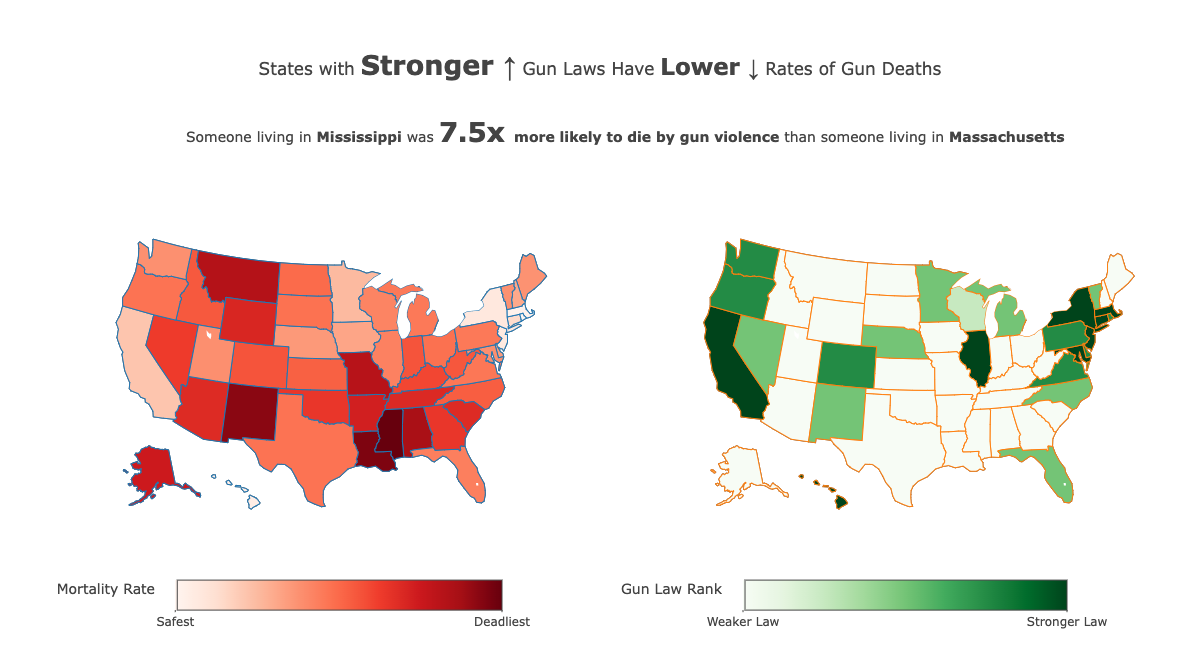 States with Stronger ↑ Gun Laws Have Lower ↓ Rates of Gun Deaths
Someone living in Mississippi was 7.5x more likely to die by gun violence than someone living in Massachusetts
Mortality Rate
Safest
Deadliest
Gun Law Rank
Weaker Law
Stronger Law